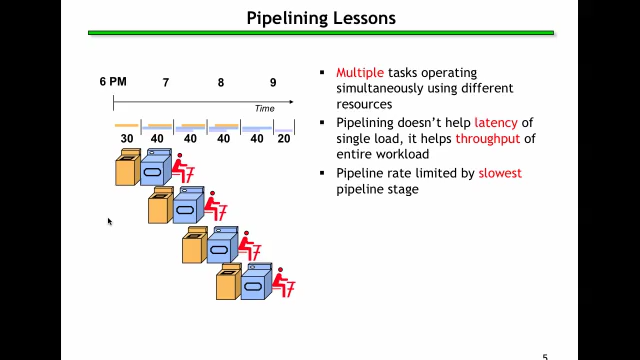 Pipelining Lessons
6 PM 7 8 9
Time
30 40 40 40 40 20
▪ Multiple tasks operating
simultaneously using different
resources
▪ Pipelining doesn't help latency of
single load, it helps throughput of
entire workload
▪ Pipeline rate limited by slowest
pipeline stage
5